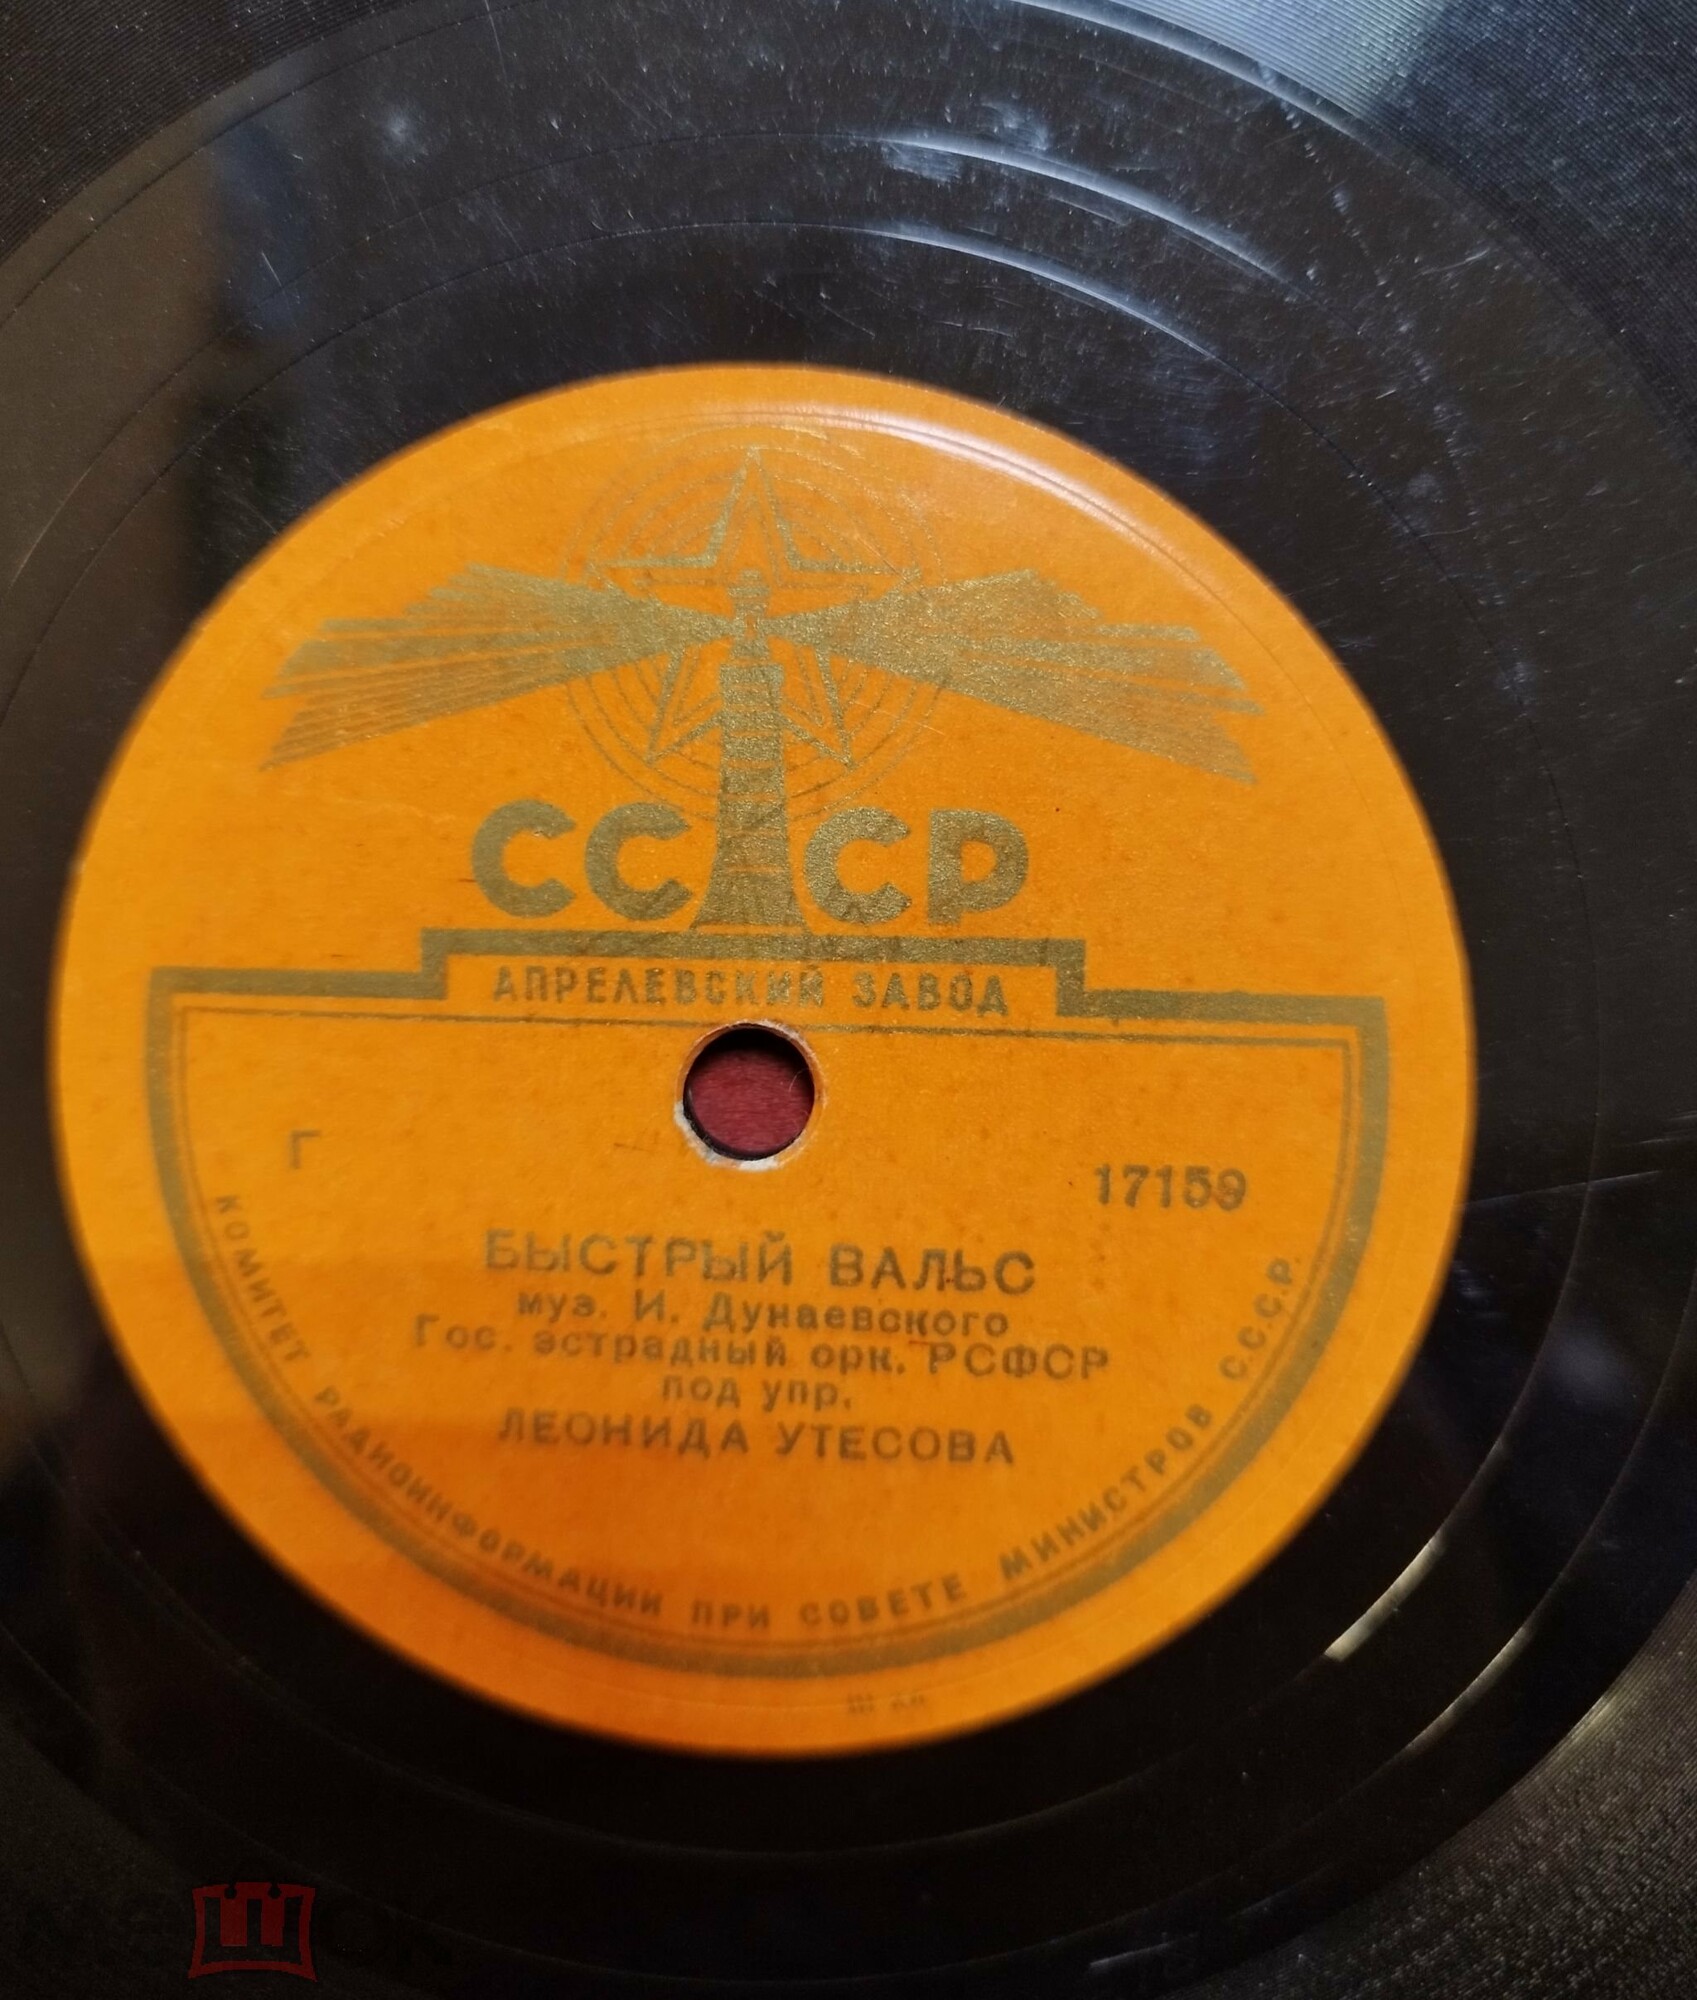 СССР
АПРЕЛЕВСКИЙ ЗАВОД
Г
17159
БЫСТРЫЙ ВАЛЬС
муз. И. Дунаевского
Гос. эстрадный орк. РСФСР
под упр.
ЛЕОНИДА УТЕСОВА
КОМИТЕТ РАДИОИНФОРМАЦИИ ПРИ СОВЕТЕ МИНИСТРОВ С.С.С.Р.